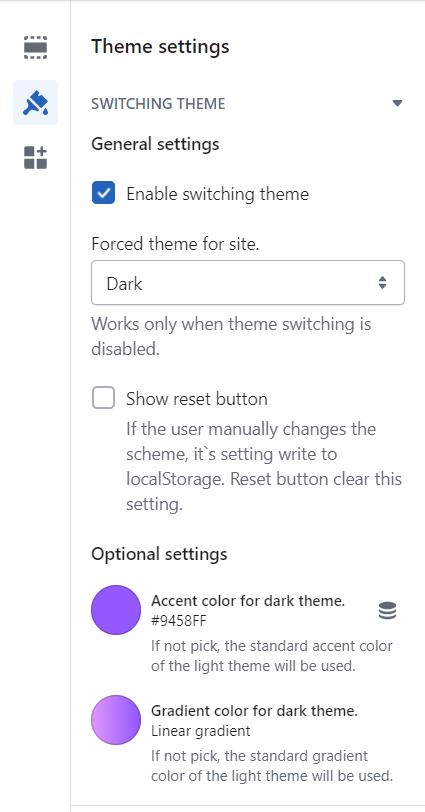 Theme settings
SWITCHING THEME
General settings
Enable switching theme
Forced theme for site.
Dark
Works only when theme switching is
disabled.
Show reset button
If the user manually changes the
scheme, it`s setting write to
localStorage. Reset button clear this
setting.
Optional settings
Accent color for dark theme.
#9458FF
If not pick, the standard accent color
of the light theme will be used.
Gradient color for dark theme.
Linear gradient
If not pick, the standard gradient
color of the light theme will be used.